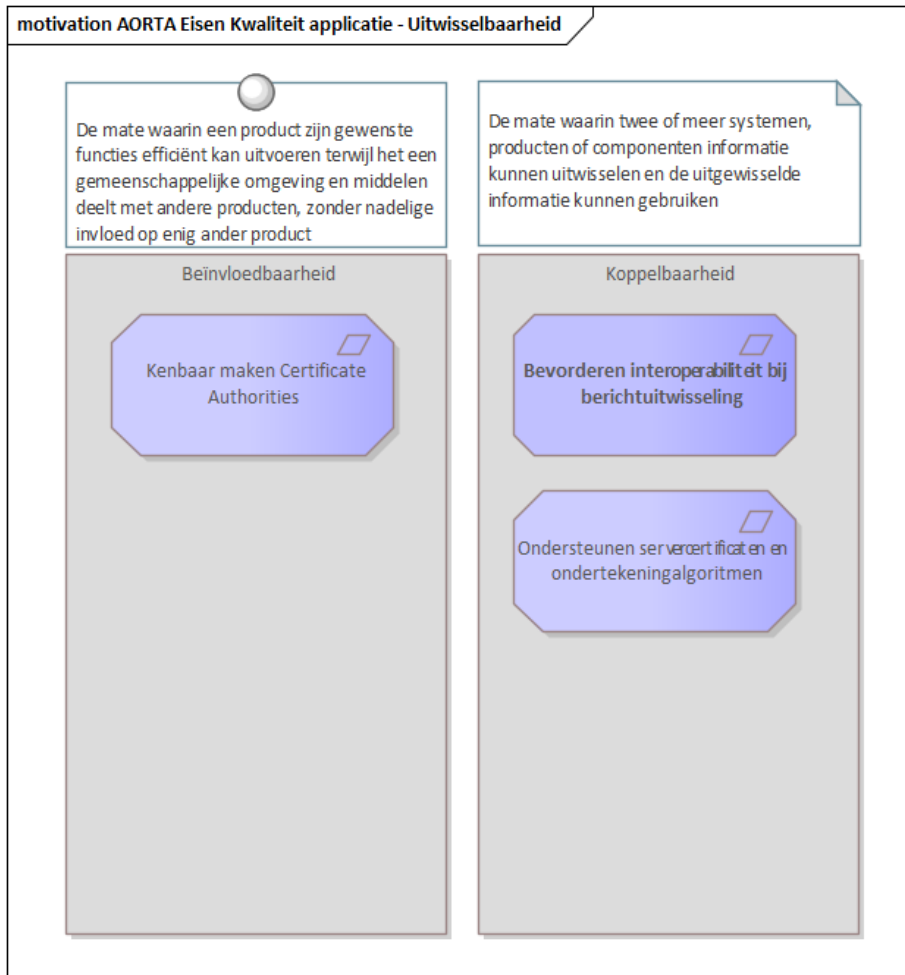 motivation AORTA Eisen Kwaliteit applicatie - Uitwisselbaarheid
De mate waarin een product zijn gewenste
functies efficiënt kan uitvoeren terwijl het een
gemeenschappelijke omgeving en middelen
deelt met andere producten, zonder nadelige
invloed op enig ander product
De mate waarin twee of meer systemen,
producten of componenten informatie
kunnen uitwisselen en de uitgewisselde
informatie kunnen gebruiken
Beïnvloedbaarheid
Kenbaar maken Certificate
Authorities
Koppelbaarheid
Bevorderen interoperabiliteit bij
berichtuitwisseling
Ondersteunen servercertificaten en
ondertekeningalgoritmen